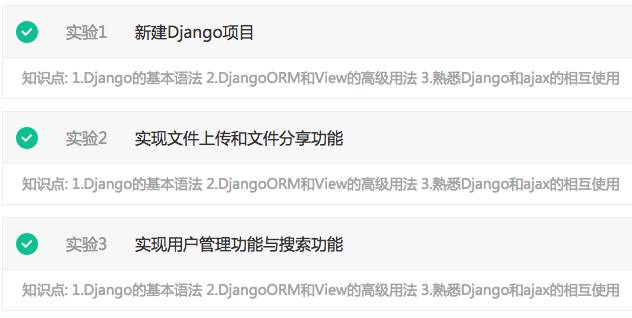 实验1 新建Django项目
知识点: 1.Django的基本语法 2.DjangoORM和View的高级用法 3.熟悉Django和ajax的相互使用
实验2 实现文件上传和文件分享功能
知识点: 1.Django的基本语法 2.DjangoORM和View的高级用法 3.熟悉Django和ajax的相互使用
实验3 实现用户管理功能与搜索功能
知识点: 1.Django的基本语法 2.DjangoORM和View的高级用法 3.熟悉Django和ajax的相互使用